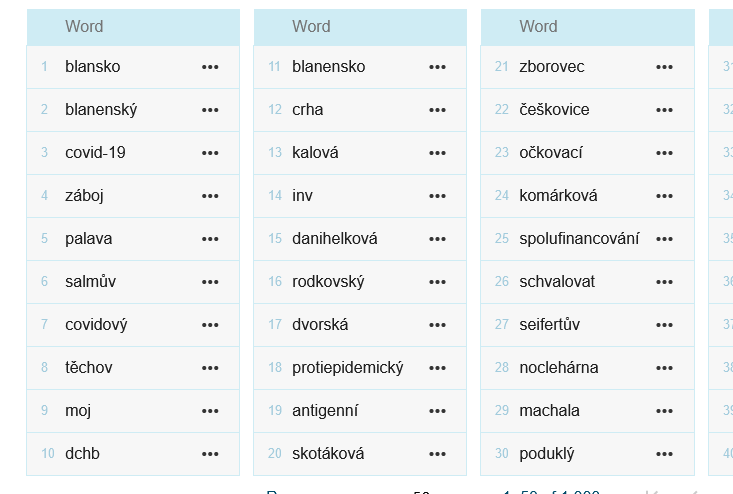 Word
1 blansko •••
2 blanenský •••
3 covid-19 •••
4 záboj •••
5 palava •••
6 salmův •••
7 covidový •••
8 těchov •••
9 moj •••
10 dchb •••
Word
11 blanensko •••
12 crha •••
13 kalová •••
14 inv •••
15 danihelková •••
16 rodkovský •••
17 dvorská •••
18 protiepidemický •••
19 antigenní •••
20 skotáková •••
Word
21 zborovec •••
22 češkovice •••
23 očkovací •••
24 komárková •••
25 spolufinancování •••
26 schvalovat •••
27 seifertův •••
28 noclehárna •••
29 machala •••
30 poduklý •••
31